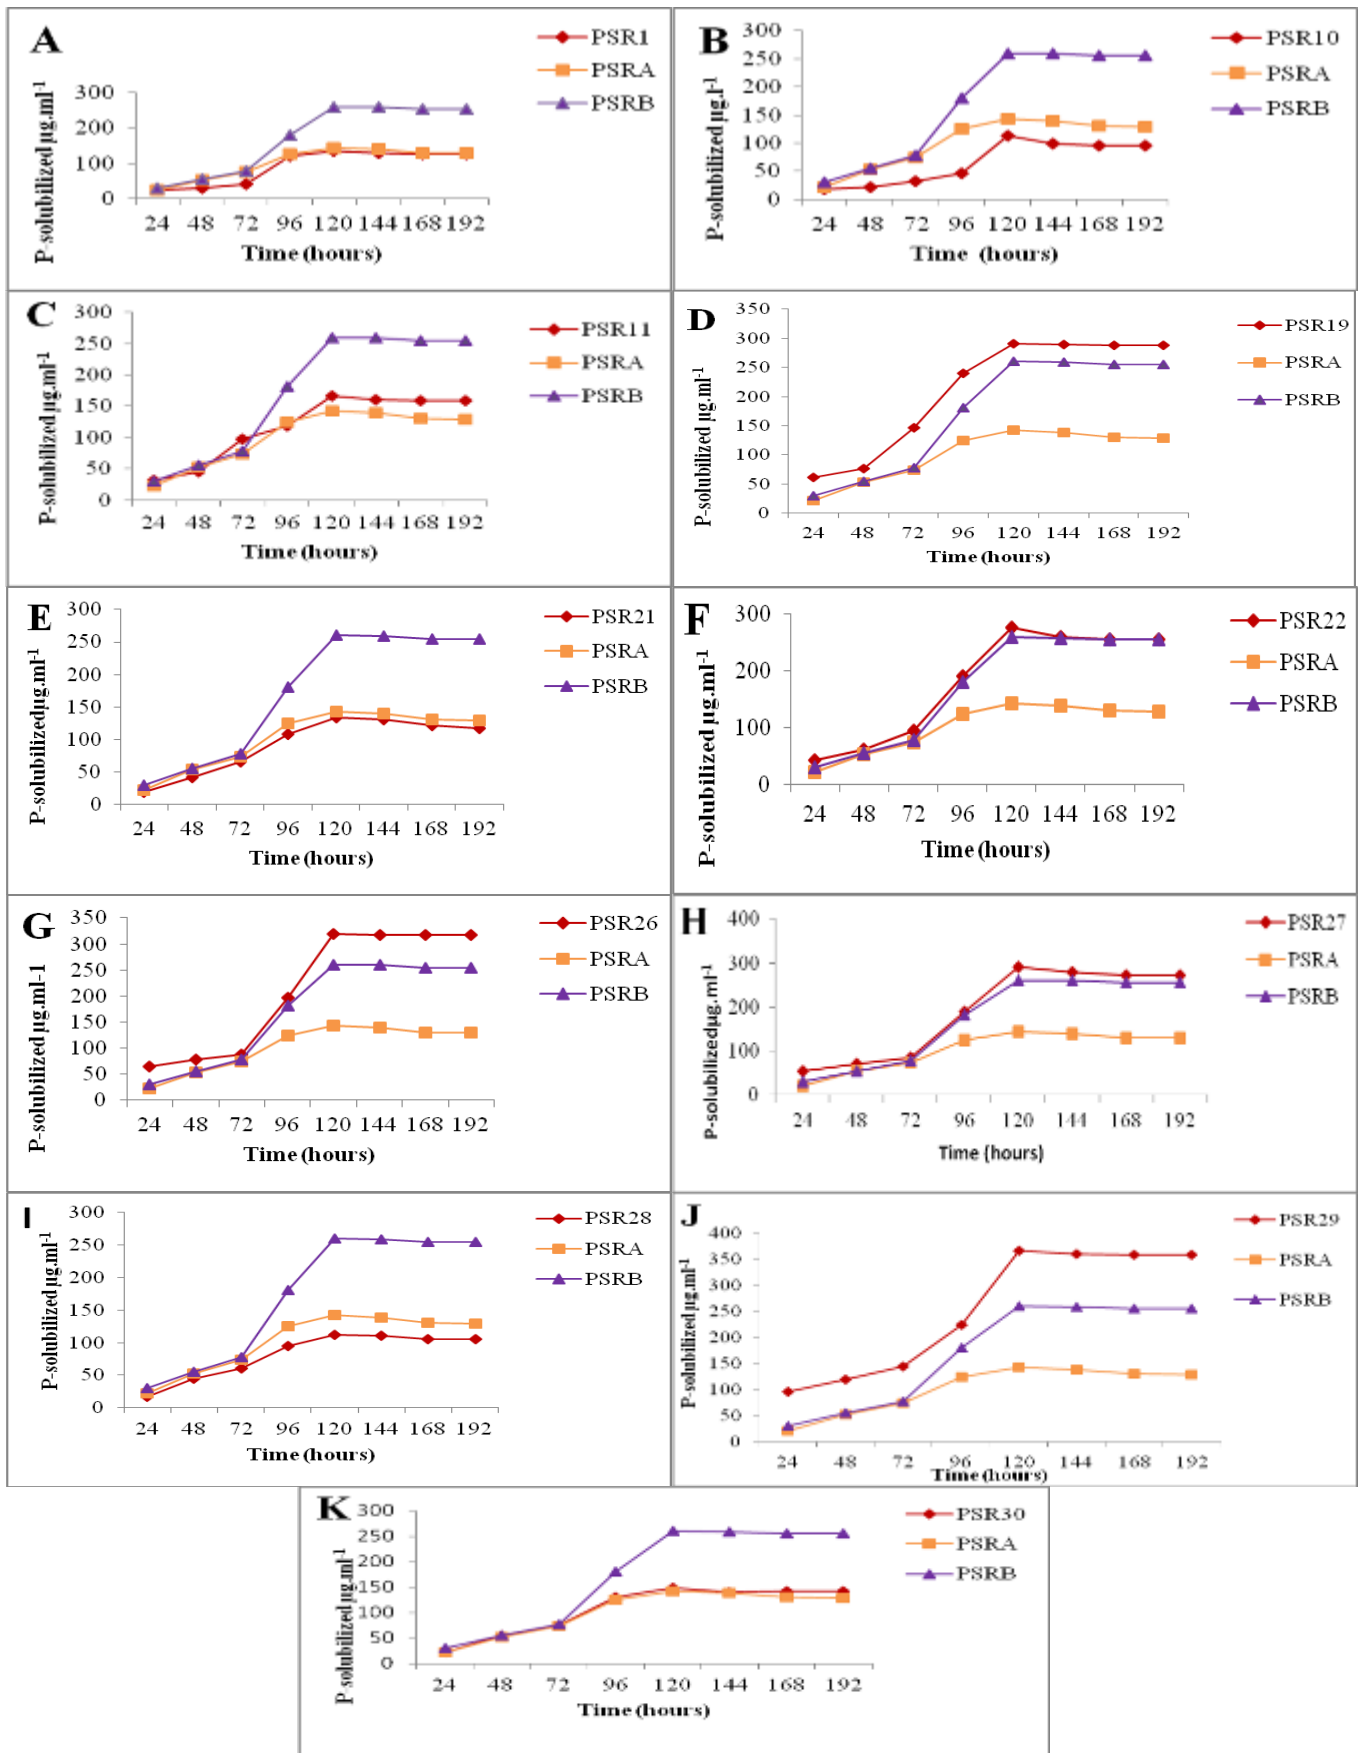 A
PSR1
PSRA
PSRB
P-solubilized µg.ml-1
300
200
100
0
24 48 72 96 120 144 168 192
Time (hours)
B
PSR10
PSRA
PSRB
P-solubilized µg.l-1
300
250
200
150
100
50
0
24 48 72 96 120 144 168 192
Time (hours)
C
PSR11
PSRA
PSRB
P-solubilized µg.ml-1
300
250
200
150
100
50
0
24 48 72 96 120 144 168 192
Time (hours)
D
PSR19
PSRA
PSRB
P-solubilized µg.ml-1
350
300
250
200
150
100
50
0
24 48 72 96 120 144 168 192
Time (hours)
E
PSR21
PSRA
PSRB
P-solubilizedµg.ml-1
300
250
200
150
100
50
0
24 48 72 96 120 144 168 192
Time (hours)
F
PSR22
PSRA
PSRB
P-solubilized µg.ml-1
300
200
100
0
24 48 72 96 120 144 168 192
Time (hours)
G
PSR26
PSRA
PSRB
P-solubilized µg.ml-1
350
300
250
200
150
100
50
0
24 48 72 96 120 144 168 192
Time (hours)
H
PSR27
PSRA
PSRB
P-solubilizedµg.ml-1
400
300
200
100
0
24 48 72 96 120 144 168 192
Time (hours)
I
PSR28
PSRA
PSRB
P-solubilized µg.ml-1
300
250
200
150
100
50
0
24 48 72 96 120 144 168 192
Time (hours)
J
PSR29
PSRA
PSRB
P-solubilized µg.ml-1
400
350
300
250
200
150
100
50
0
24 48 72 96 120 144 168 192
Time (hours)
K
PSR30
PSRA
PSRB
P-solubilized µg.ml-1
300
250
200
150
100
50
0
24 48 72 96 120 144 168 192
Time (hours)